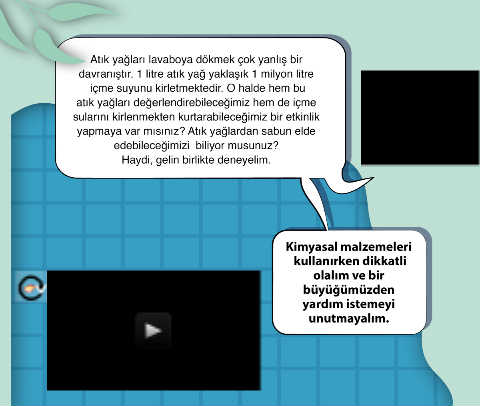 Atık yağları lavaboya dökmek çok yanlış bir
davranıştır. 1 litre atık yağ yaklaşık 1 milyon litre
içme suyunu kirletmektedir. O halde hem bu
atık yağları değerlendirebileceğimiz hem de içme
sularını kirlenmekten kurtarabileceğimiz bir etkinlik
yapmaya var mısınız? Atık yağlardan sabun elde
edebileceğimizi biliyor musunuz?
Haydi, gelin birlikte deneyelim.
Kimyasal malzemeleri
kullanırken dikkatli
olalım ve bir
büyüğümüzden
yardım istemeyi
unutmayalım.